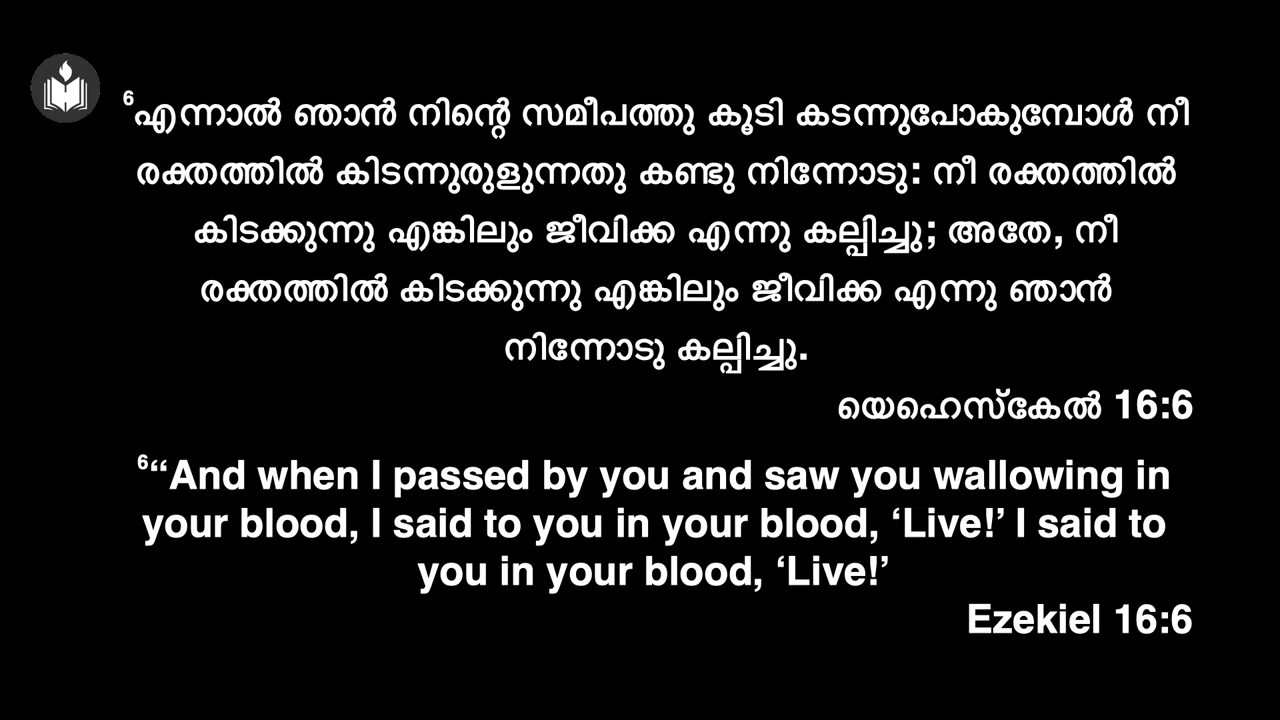 6എന്നാൽ ഞാൻ നിന്റെ സമീപത്തു കൂടി കടന്നുപോകുമ്പോൾ നീ
രക്തത്തിൽ കിടന്നുരുളുന്നതു കണ്ടു നിന്നോടു: നീ രക്തത്തിൽ
കിടക്കുന്നു എങ്കിലും ജീവിക്ക എന്നു കല്പിച്ചു; അതേ, നീ
രക്തത്തിൽ കിടക്കുന്നു എങ്കിലും ജീവിക്ക എന്നു ഞാൻ
നിന്നോടു കല്പിച്ചു.
യെഹെസ്കേൽ 16:6
6“And when I passed by you and saw you wallowing in
your blood, I said to you in your blood, ‘Live!’ I said to
you in your blood, ‘Live!’
Ezekiel 16:6